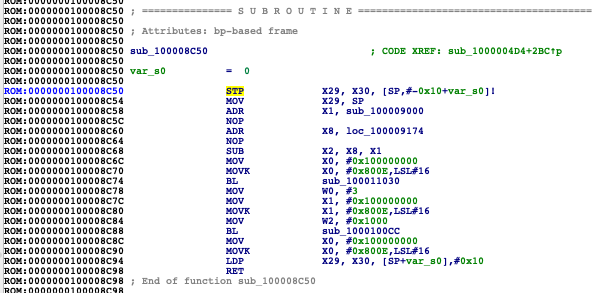 ROM:0000000100008C50 ; =============== S U B R O U T I N E =======================================
ROM:0000000100008C50
ROM:0000000100008C50 ; Attributes: bp-based frame
ROM:0000000100008C50
ROM:0000000100008C50 sub_100008C50 ; CODE XREF: sub_1000004D4+2BC↑p
ROM:0000000100008C50
ROM:0000000100008C50 var_s0 = 0
ROM:0000000100008C50
ROM:0000000100008C50 STP X29, X30, [SP,#-0x10+var_s0]!
ROM:0000000100008C54 MOV X29, SP
ROM:0000000100008C58 ADR X1, sub_100009000
ROM:0000000100008C5C NOP
ROM:0000000100008C60 ADR X8, loc_100009174
ROM:0000000100008C64 NOP
ROM:0000000100008C68 SUB X2, X8, X1
ROM:0000000100008C6C MOV X0, #0x100000000
ROM:0000000100008C70 MOVK X0, #0x800E,LSL#16
ROM:0000000100008C74 BL sub_100011030
ROM:0000000100008C78 MOV W0, #3
ROM:0000000100008C7C MOV X1, #0x100000000
ROM:0000000100008C80 MOVK X1, #0x800E,LSL#16
ROM:0000000100008C84 MOV W2, #0x1000
ROM:0000000100008C88 BL sub_1000100CC
ROM:0000000100008C8C MOV X0, #0x100000000
ROM:0000000100008C90 MOVK X0, #0x800E,LSL#16
ROM:0000000100008C94 LDP X29, X30, [SP+var_s0],#0x10
ROM:0000000100008C98 RET
ROM:0000000100008C98 ; End of function sub_100008C50
ROM:0000000100008C98